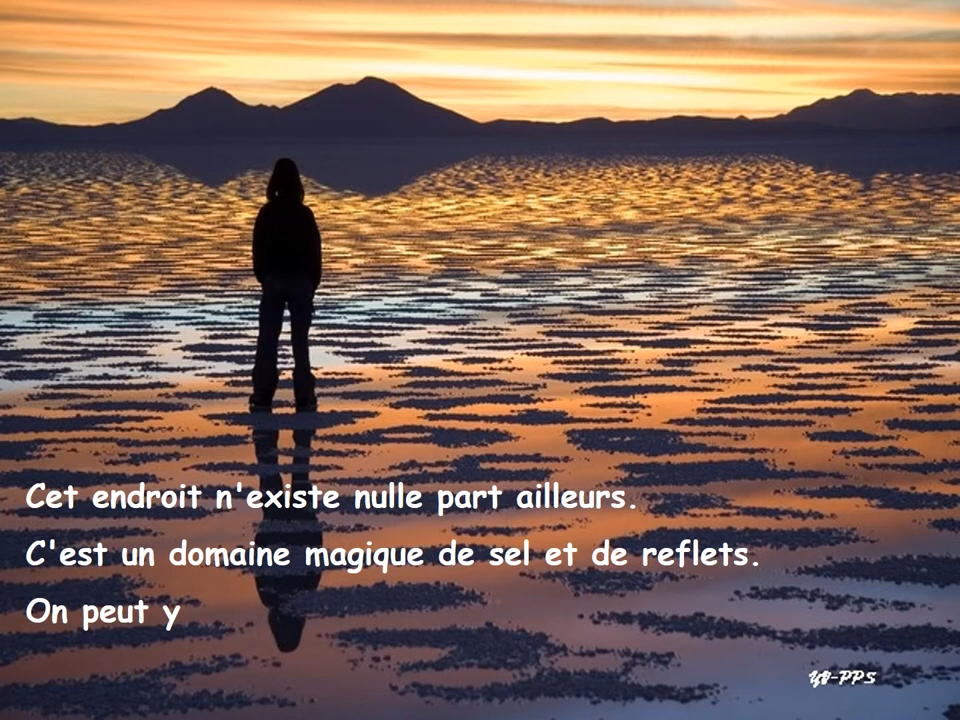 Cet endroit n'existe nulle part ailleurs.
C'est un domaine magique de sel et de reflets.
On peut y